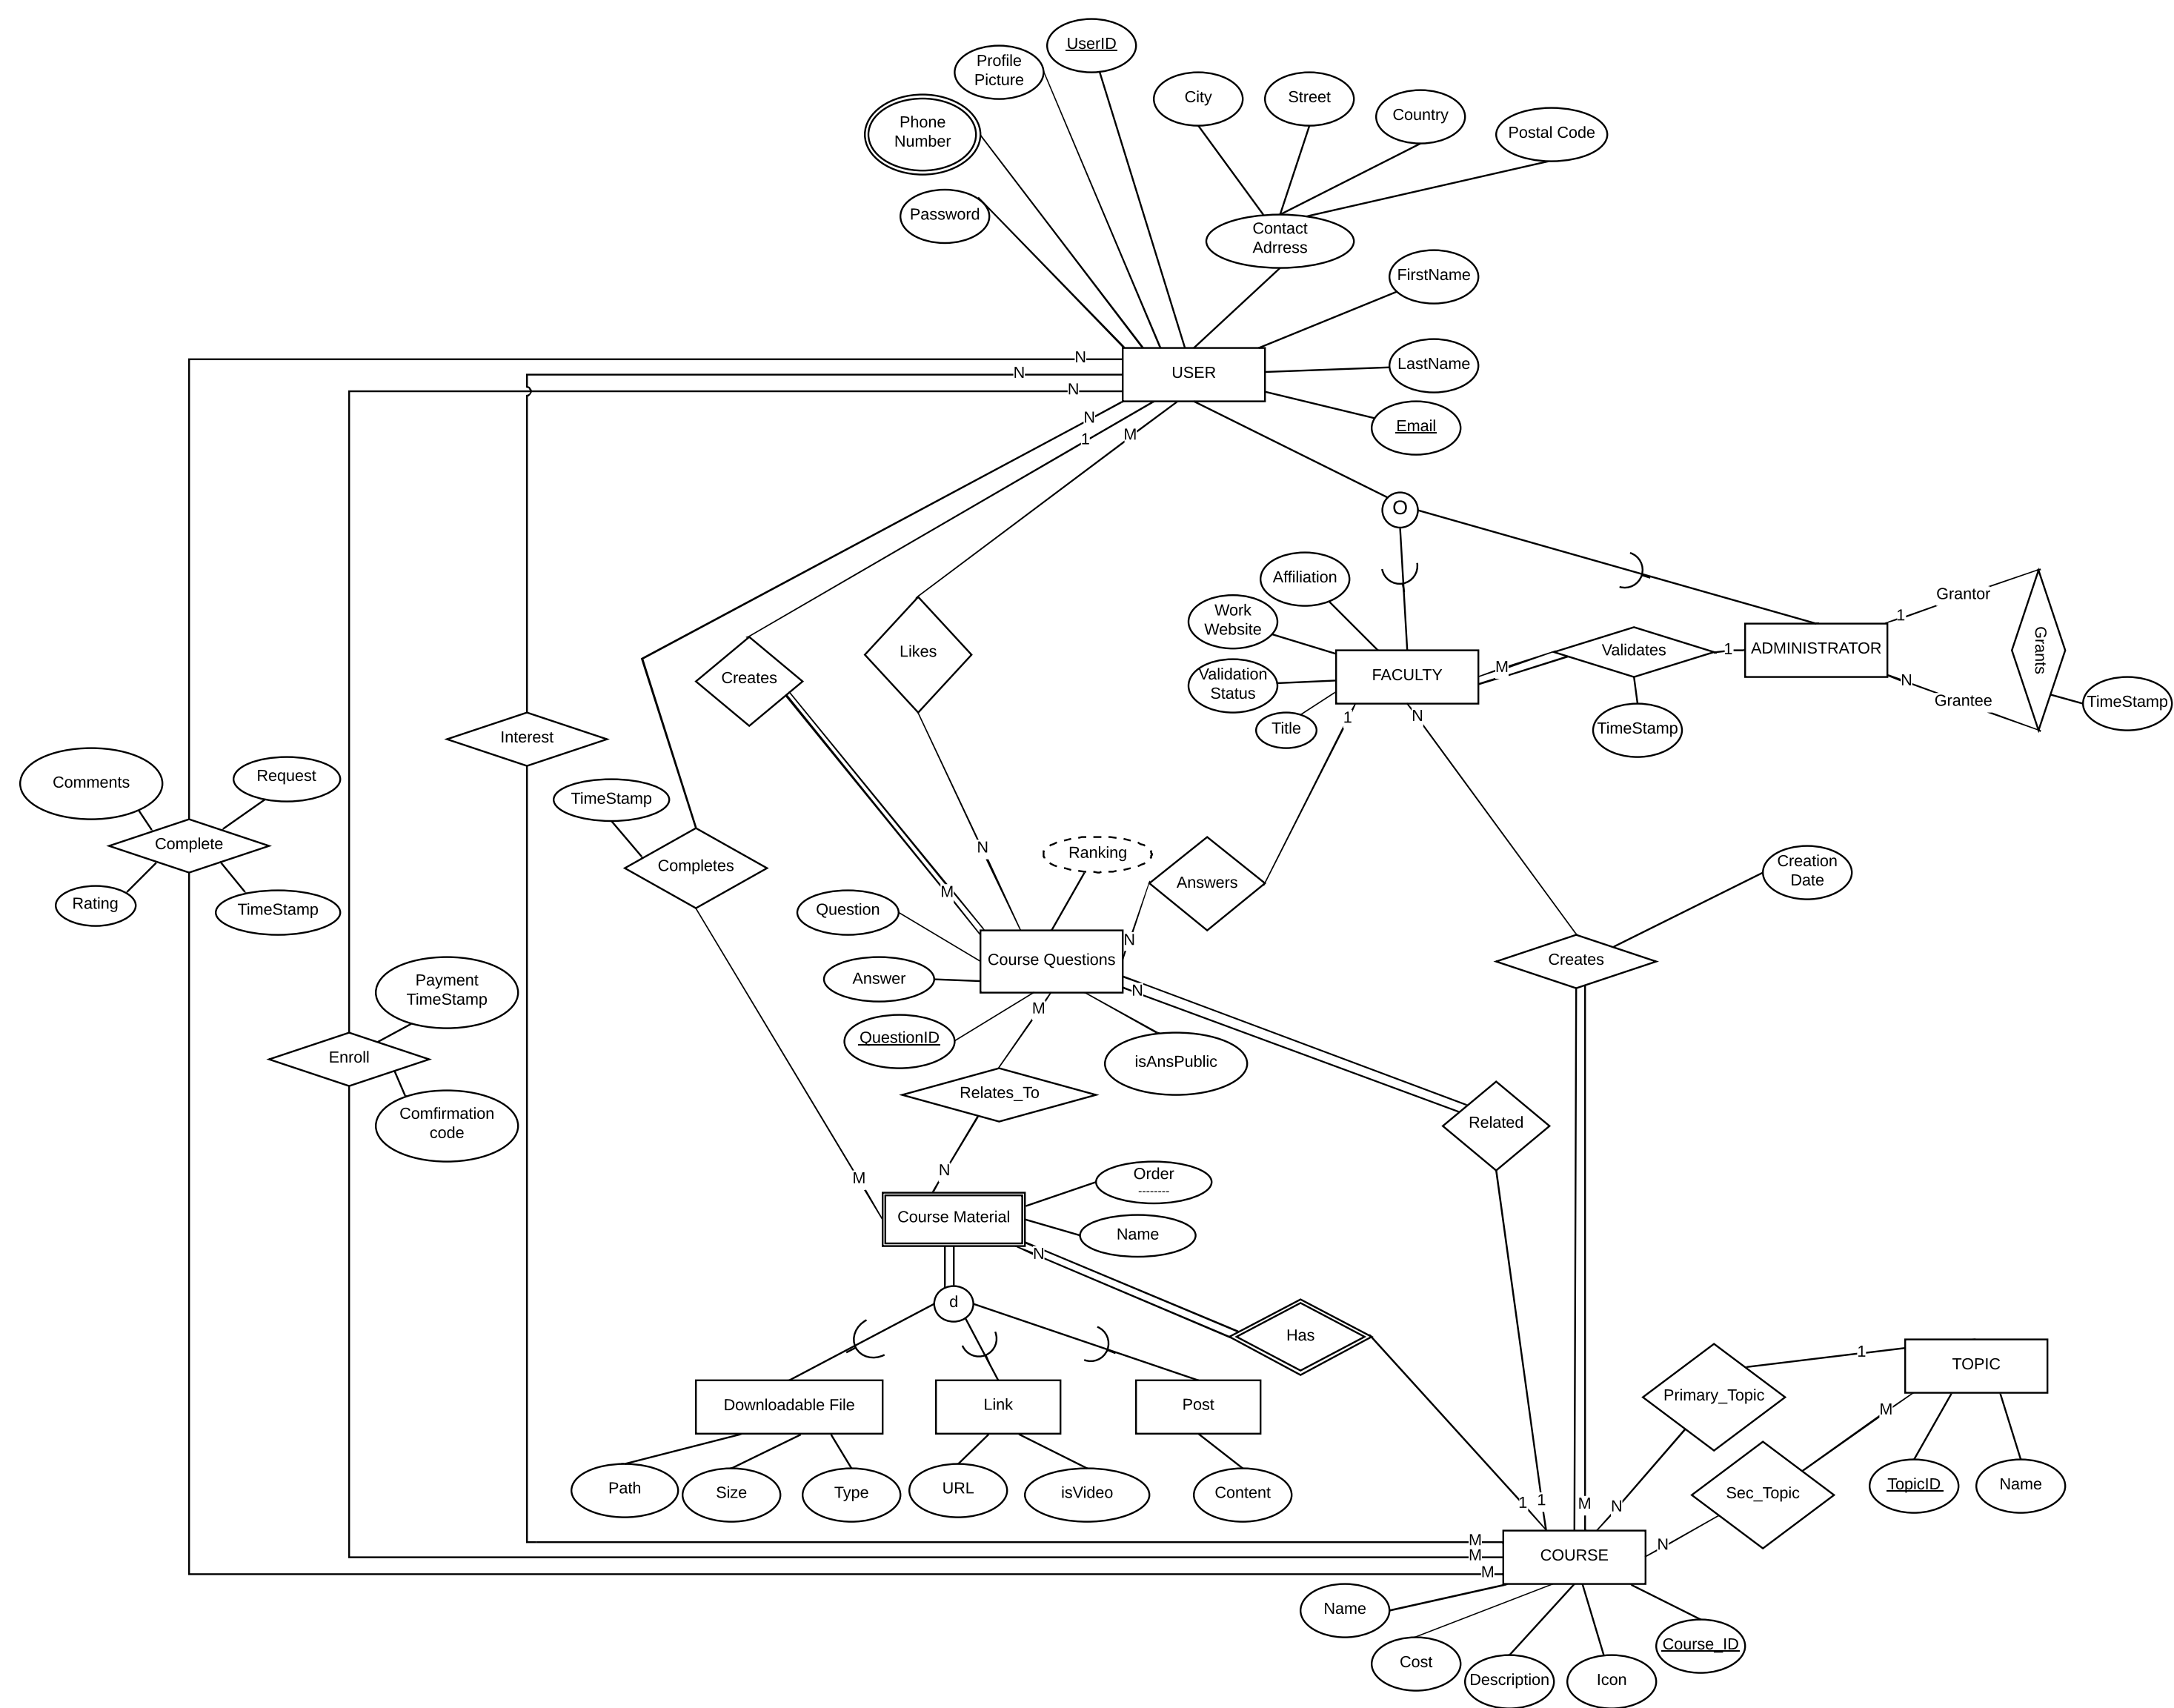 UserID
Profile
Picture
City
Street
Country
Postal Code
Phone
Number
Password
Contact
Adrress
FirstName
LastName
Email
USER
N
N
N
N
1
M
O
Affiliation
Work
Website
Validation
Status
Title
FACULTY
M
Validates
1
ADMINISTRATOR
TimeStamp
1
Grantor
Grants
N
Grantee
TimeStamp
1
N
Creates
Likes
Interest
Comments
Request
Complete
Rating
TimeStamp
TimeStamp
Completes
N
M
Ranking
Answers
N
Question
Answer
QuestionID
Course Questions
N
M
isAnsPublic
Creation
Date
Creates
Payment
TimeStamp
Enroll
Comfirmation
code
Relates_To
Related
N
M
Order
--------
Course Material
Name
N
d
Has
Downloadable File
Link
Post
Path
Size
Type
URL
isVideo
Content
Primary_Topic
1
TOPIC
M
Sec_Topic
TopicID
Name
1
1
M
N
N
M
M
M
COURSE
Name
Cost
Description
Icon
Course_ID